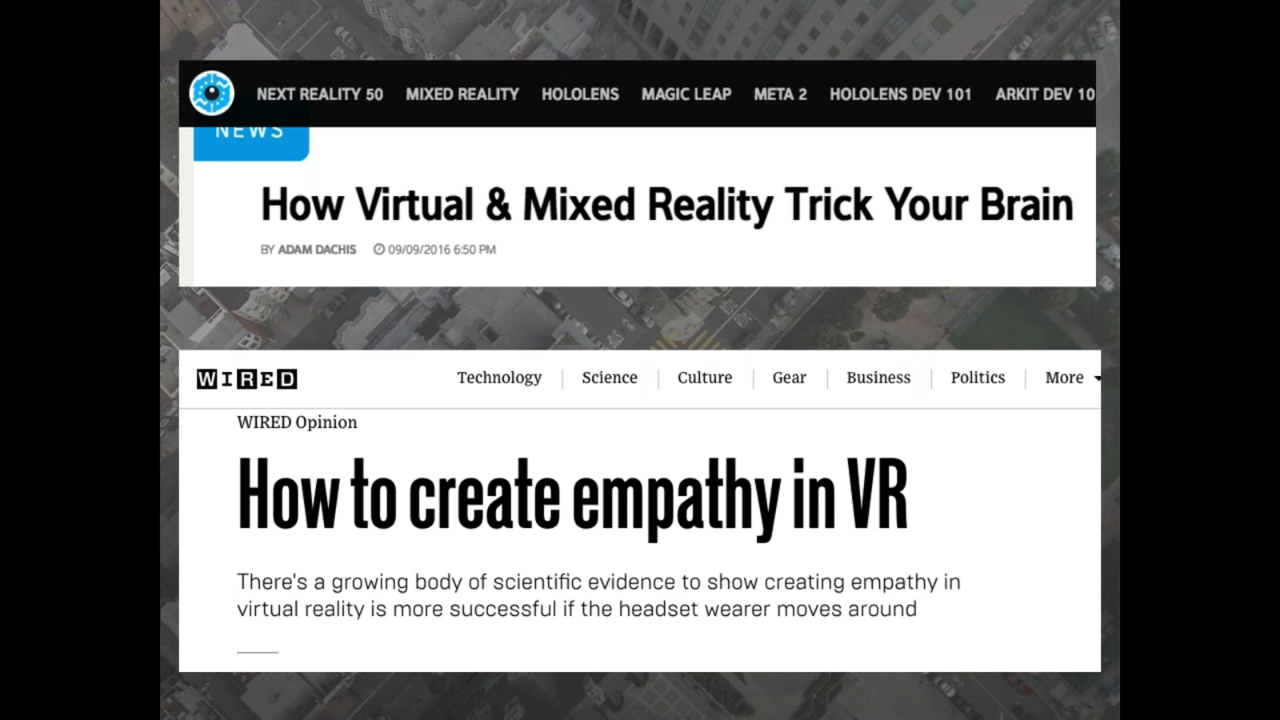 NEXT REALITY 50 MIXED REALITY HOLOLENS MAGIC LEAP META 2 HOLOLENS DEV 101 ARKIT DEV 10
NEWS
How Virtual & Mixed Reality Trick Your Brain
BY ADAM DACHIS 09/09/2016 6:50 PM
WIRED Technology Science Culture Gear Business Politics More
WIRED Opinion
How to create empathy in VR
There's a growing body of scientific evidence to show creating empathy in
virtual reality is more successful if the headset wearer moves around